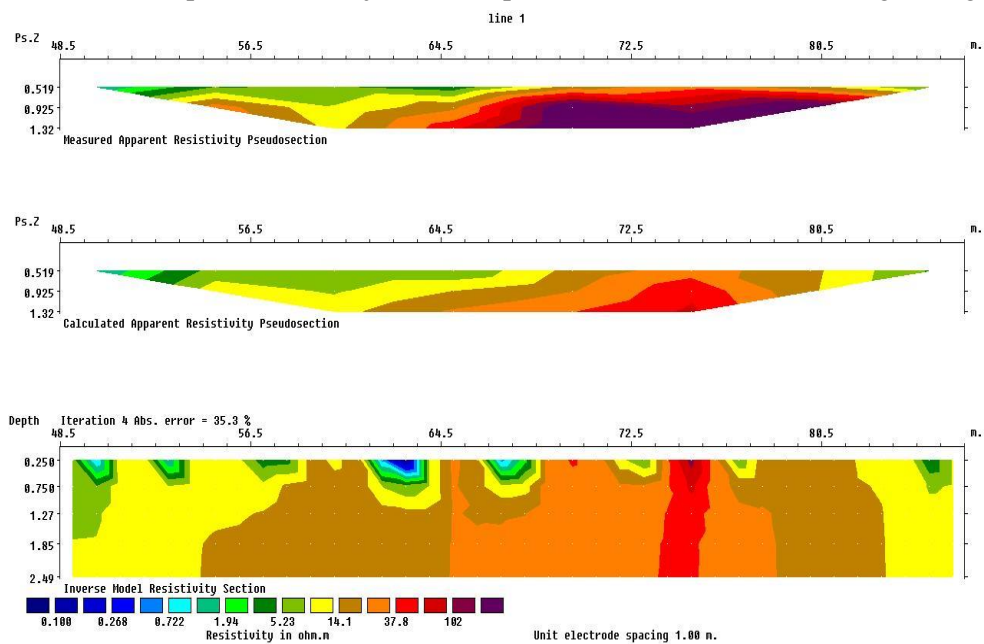 line 1
Ps.Z 48.5 56.5 64.5 72.5 80.5 m.
0.519
0.925
1.32
Measured Apparent Resistivity Pseudosection
Ps.Z 48.5 56.5 64.5 72.5 80.5 m.
0.519
0.925
1.32
Calculated Apparent Resistivity Pseudosection
Depth Iteration 4 Abs. error = 35.3 %
48.5 56.5 64.5 72.5 80.5 m.
0.250
0.750
1.27
1.85
2.49
Inverse Model Resistivity Section
0.100 0.268 0.722 1.94 5.23 14.1 37.8 102
Resistivity in ohm.m Unit electrode spacing 1.00 m.